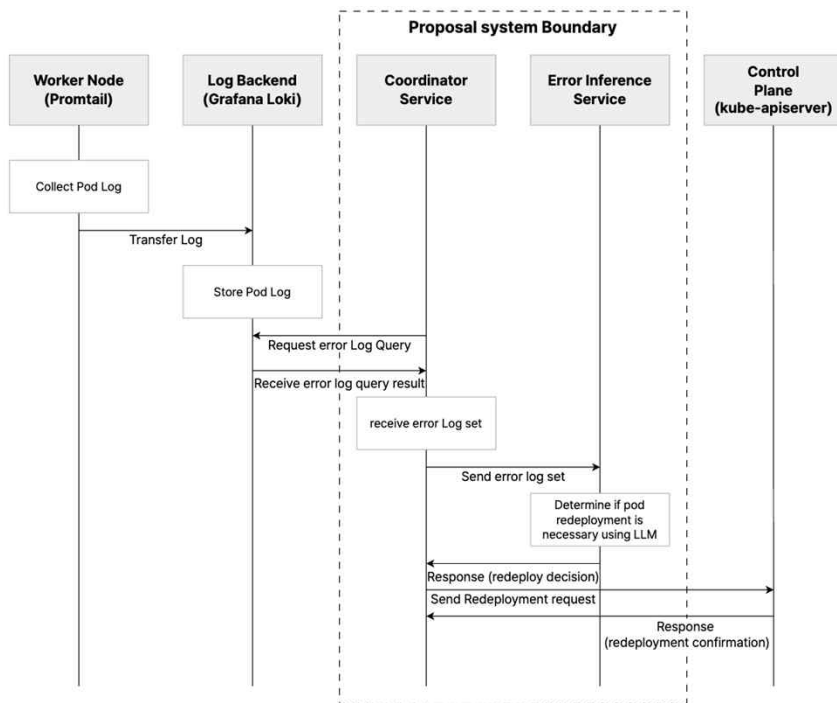 Proposal system Boundary
Worker Node
(Promtail)
Log Backend
(Grafana Loki)
Coordinator
Service
Error Inference
Service
Control
Plane
(kube-apiserver)
Collect Pod Log
Transfer Log
Store Pod Log
Request error Log Query
Receive error log query result
receive error Log set
Send error log set
Determine if pod
redeployment is
necessary using LLM
Response (redeploy decision)
Send Redeployment request
Response
(redeployment confirmation)